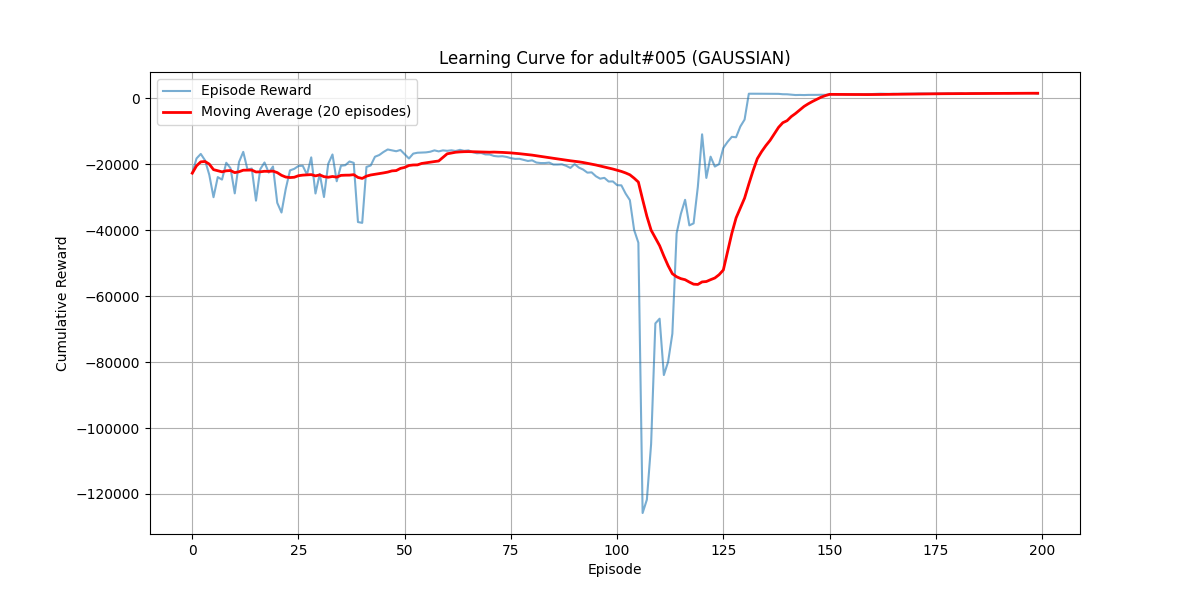 Learning Curve for adult#005 (GAUSSIAN)
Episode Reward
Moving Average (20 episodes)
0
−20000
−40000
−60000
−80000
−100000
−120000
Cumulative Reward
0 25 50 75 100 125 150 175 200
Episode